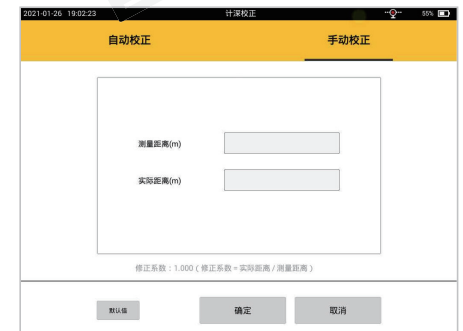 2021-01-26 19:02:23 计深校正 55%
自动校正 手动校正
测量距离(m)
实际距离(m)
修正系数：1.000 ( 修正系数 = 实际距离 / 测量距离 )
默认值 确定 取消